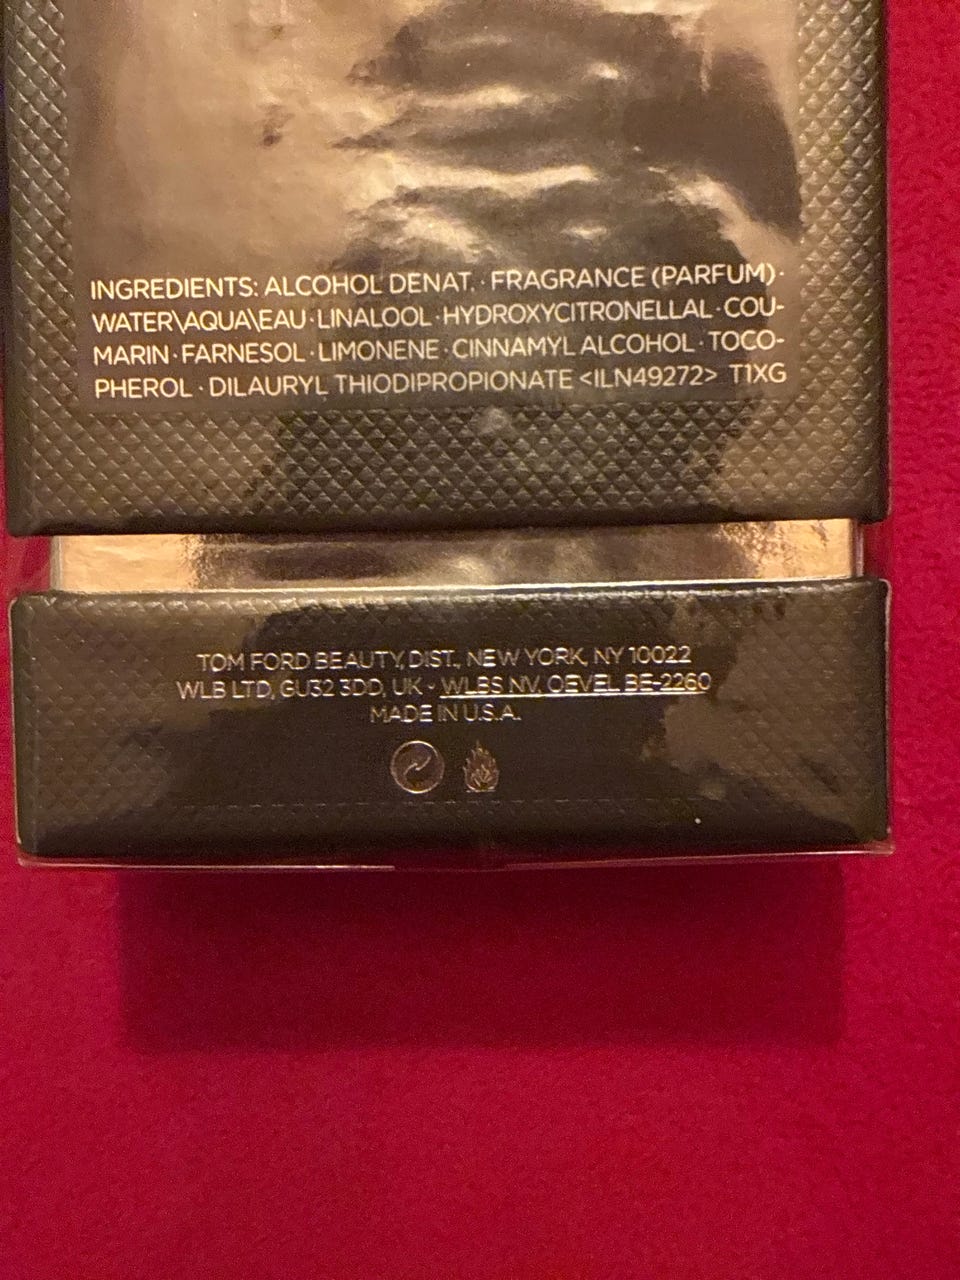 INGREDIENTS: ALCOHOL DENAT. · FRAGRANCE (PARFUM) ·
WATER\AQUA\EAU · LINALOOL · HYDROXYCITRONELLAL · COU-
MARIN · FARNESOL · LIMONENE · CINNAMYL ALCOHOL · TOCO-
PHEROL · DILAURYL THIODIPROPIONATE <ILN49272> T1XG
TOM FORD BEAUTY, DIST., NEW YORK, NY 10022
WLB LTD, GU32 3DD, UK - WLBS NV, OEVEL BE-2260
MADE IN U.S.A.